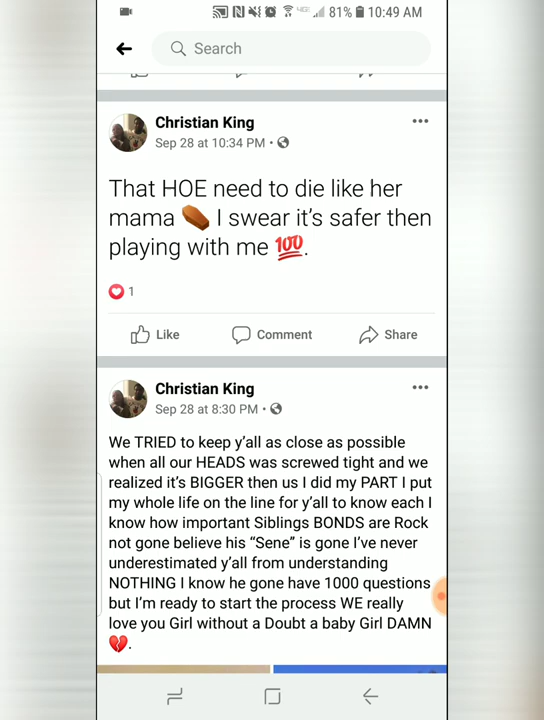 81% 10:49 AM
Search
Christian King
Sep 28 at 10:34 PM •
That HOE need to die like her
mama ⚰️ I swear it's safer then
playing with me 💯.
1
Like Comment Share
Christian King
Sep 28 at 8:30 PM •
We TRIED to keep y'all as close as possible
when all our HEADS was screwed tight and we
realized it's BIGGER then us I did my PART I put
my whole life on the line for y'all to know each I
know how important Siblings BONDS are Rock
not gone believe his “Sene” is gone I've never
underestimated y'all from understanding
NOTHING I know he gone have 1000 questions
but I'm ready to start the process WE really
love you Girl without a Doubt a baby Girl DAMN
💔.